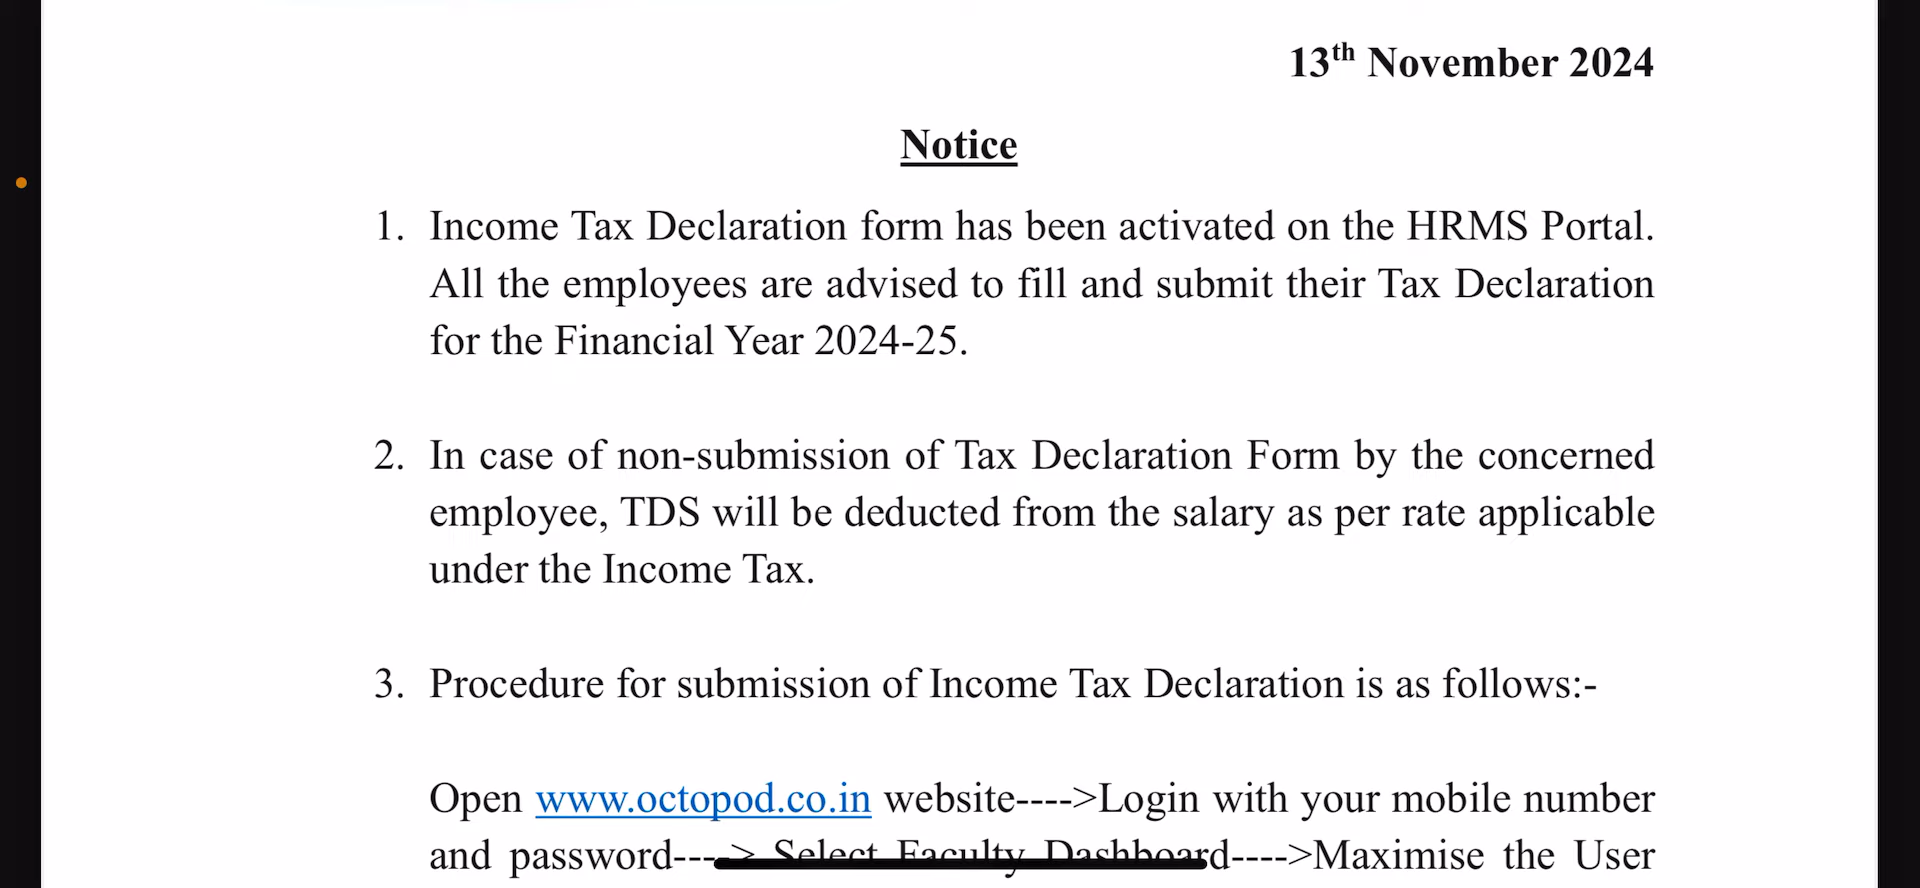 13th November 2024
Notice
1. Income Tax Declaration form has been activated on the HRMS Portal.
All the employees are advised to fill and submit their Tax Declaration
for the Financial Year 2024-25.
2. In case of non-submission of Tax Declaration Form by the concerned
employee, TDS will be deducted from the salary as per rate applicable
under the Income Tax.
3. Procedure for submission of Income Tax Declaration is as follows:-
Open www.octopod.co.in website---->Login with your mobile number
and password----> Select Faculty Dashboard---->Maximise the User